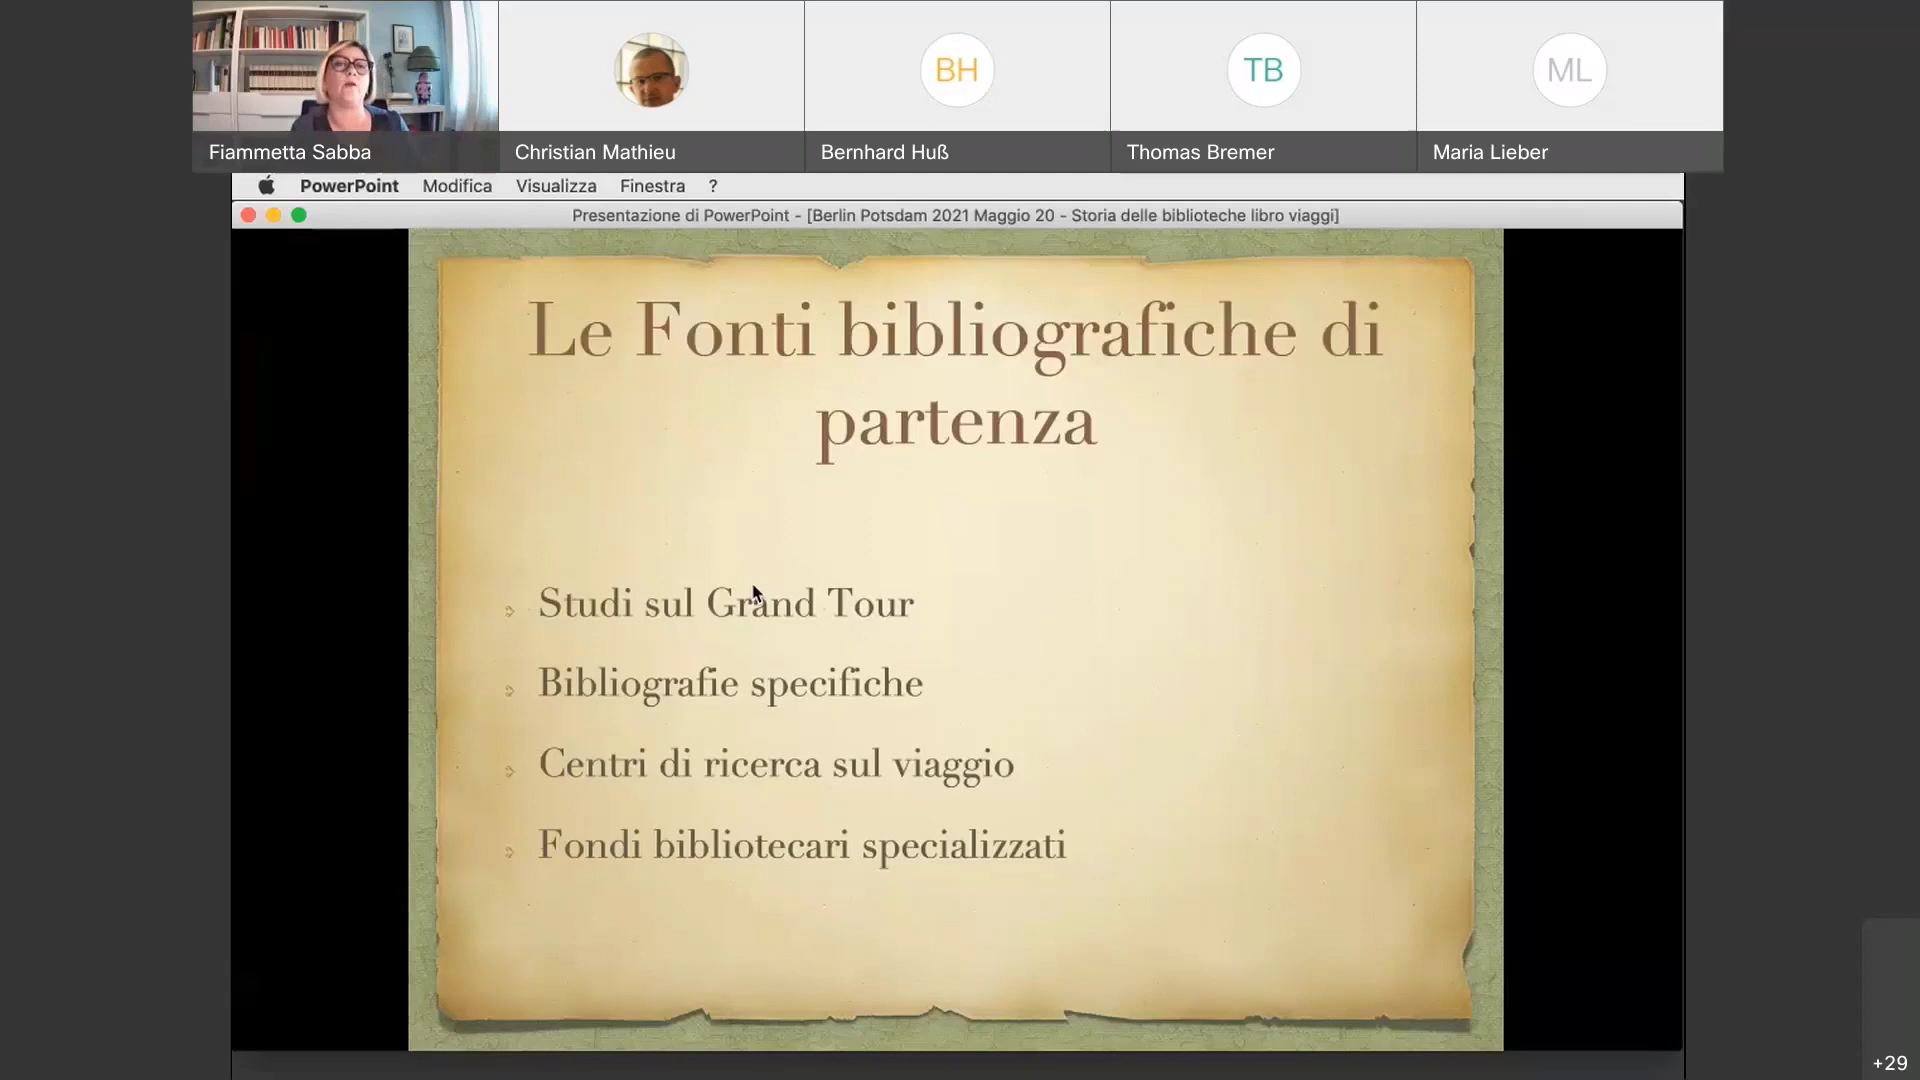 BH
TB
ML
Fiammetta Sabba
Christian Mathieu
Bernhard Huß
Thomas Bremer
Maria Lieber
PowerPoint Modifica Visualizza Finestra ?
Presentazione di PowerPoint - [Berlin Potsdam 2021 Maggio 20 - Storia delle biblioteche libro viaggi]
Le Fonti bibliografiche di
partenza
Studi sul Grand Tour
Bibliografie specifiche
Centri di ricerca sul viaggio
Fondi bibliotecari specializzati
+29